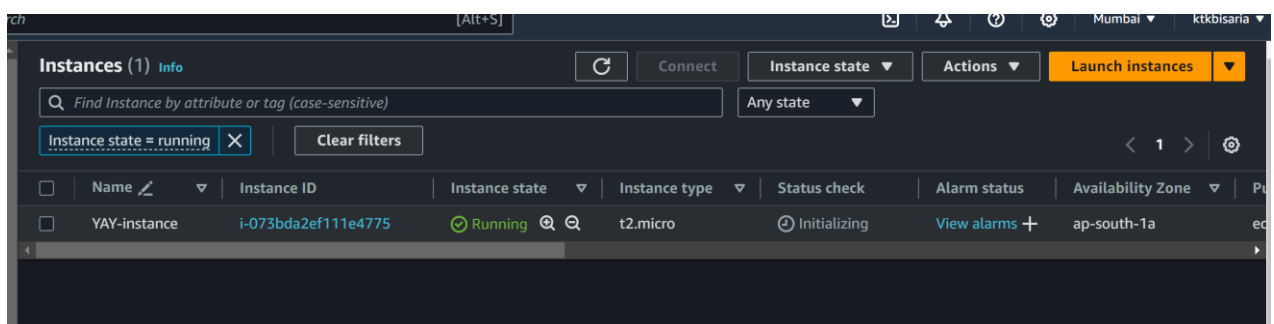 rch [Alt+S] Mumbai ktkbisaria
Instances (1) Info Connect Instance state Actions Launch instances
Find Instance by attribute or tag (case-sensitive) Any state
Instance state = running Clear filters
1
Name Instance ID Instance state Instance type Status check Alarm status Availability Zone Pu
YAY-instance i-073bda2ef111e4775 Running t2.micro Initializing View alarms ap-south-1a ec